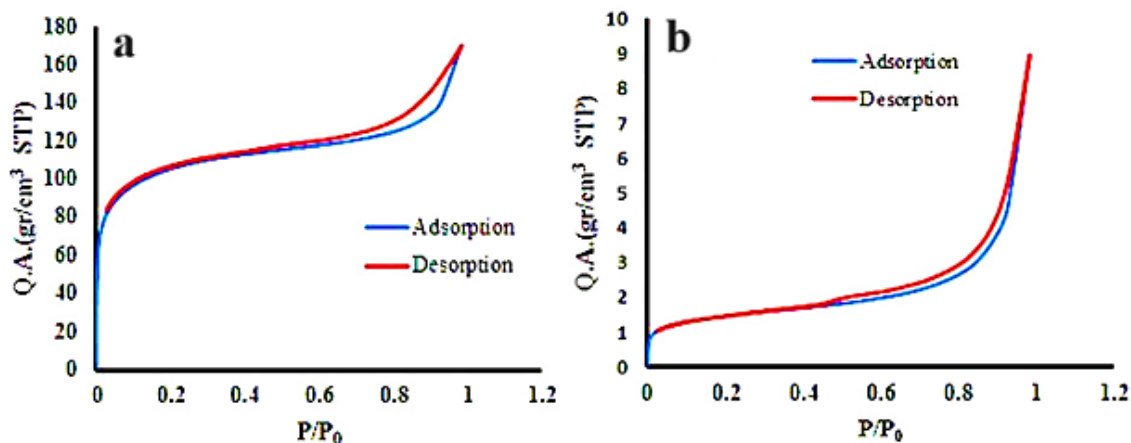 a
Q.A.(gr/cm³ STP)
180
160
140
120
100
80
60
40
20
0
Adsorption
Desorption
0 0.2 0.4 0.6 0.8 1 1.2
P/P₀
b
Q.A.(gr/cm³ STP)
10
9
8
7
6
5
4
3
2
1
0
Adsorption
Desorption
0 0.2 0.4 0.6 0.8 1 1.2
P/P₀